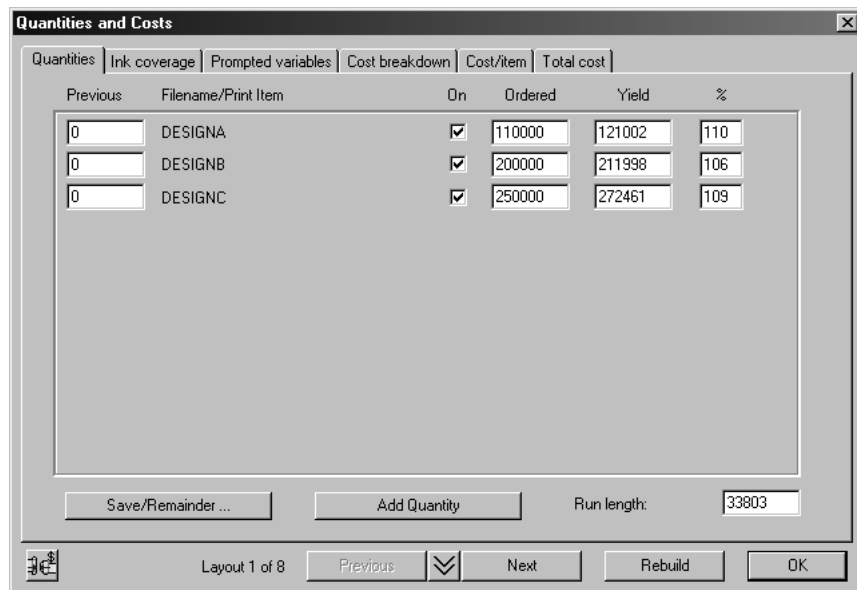 Quantities and Costs
Quantities Ink coverage Prompted variables Cost breakdown Cost/item Total cost
Previous Filename/Print Item On Ordered Yield %
0 DESIGNA 110000 121002 110
0 DESIGNB 200000 211998 106
0 DESIGNC 250000 272461 109
Save/Remainder ... Add Quantity Run length: 33803
Layout 1 of 8 Previous Next Rebuild OK